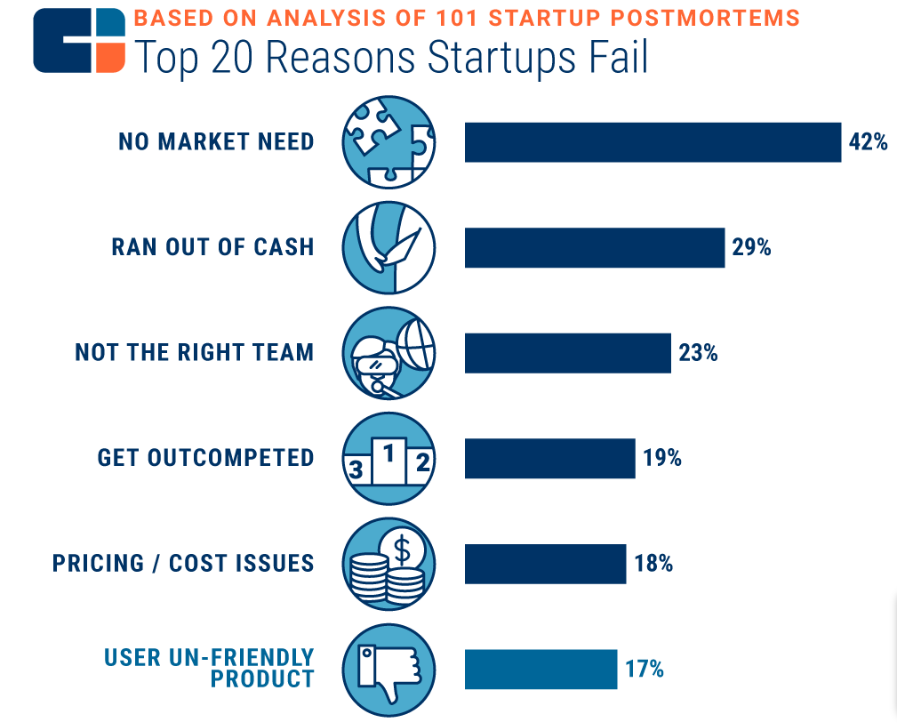 BASED ON ANALYSIS OF 101 STARTUP POSTMORTEMS
Top 20 Reasons Startups Fail
NO MARKET NEED 42%
RAN OUT OF CASH 29%
NOT THE RIGHT TEAM 23%
GET OUTCOMPETED 3 1 2 19%
PRICING / COST ISSUES $ 18%
USER UN-FRIENDLY
PRODUCT 17%